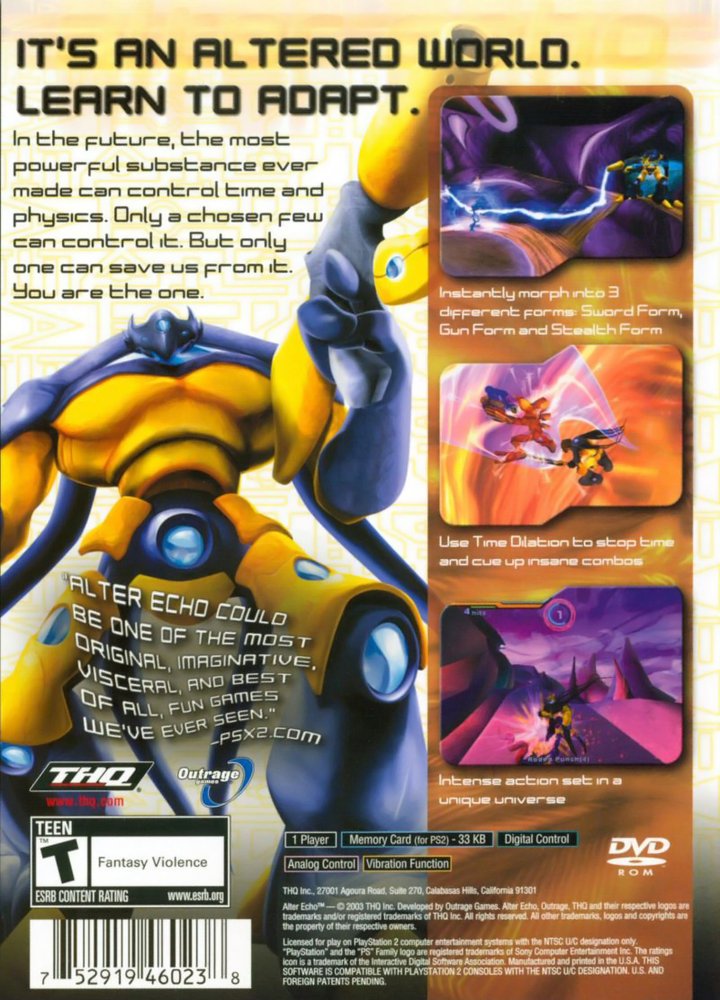 IT'S AN ALTERED WORLD.
LEARN TO ADAPT.
In the future, the most
powerful substance ever
made can control time and
physics. Only a chosen few
can control it. But only
one can save us from it.
You are the one.
Instantly morph into 3
different forms: Sword Form,
Gun Form and Stealth Form
Use Time Dilation to stop time
and cue up insane combos
4 hits
1
Rodeo Punch(4)
Intense action set in a
unique universe
"ALTER ECHO COULD
BE ONE OF THE MOST
ORIGINAL, IMAGINATIVE,
VISCERAL, AND BEST
OF ALL, FUN GAMES
WE'VE EVER SEEN."
_PSX2.COM
THQ
www.thq.com
Outrage
games
TEEN
T
Fantasy Violence
ESRB CONTENT RATING www.esrb.org
7 52919 46023 8
1 Player Memory Card (for PS2) - 33 KB Digital Control
Analog Control Vibration Function
DVD
ROM
THQ Inc., 27001 Agoura Road, Suite 270, Calabasas Hills, California 91301
Alter Echo™ — © 2003 THQ Inc. Developed by Outrage Games. Alter Echo, Outrage, THQ and their respective logos are
trademarks and/or registered trademarks of THQ Inc. All rights reserved. All other trademarks, logos and copyrights are
the property of their respective owners.
Licensed for play on PlayStation 2 computer entertainment systems with the NTSC U/C designation only.
"PlayStation" and the "PS" Family logo are registered trademarks of Sony Computer Entertainment Inc. The ratings
icon is a trademark of the Interactive Digital Software Association. Manufactured and printed in the U.S.A. THIS
SOFTWARE IS COMPATIBLE WITH PLAYSTATION 2 CONSOLES WITH THE NTSC U/C DESIGNATION. U.S. AND
FOREIGN PATENTS PENDING.